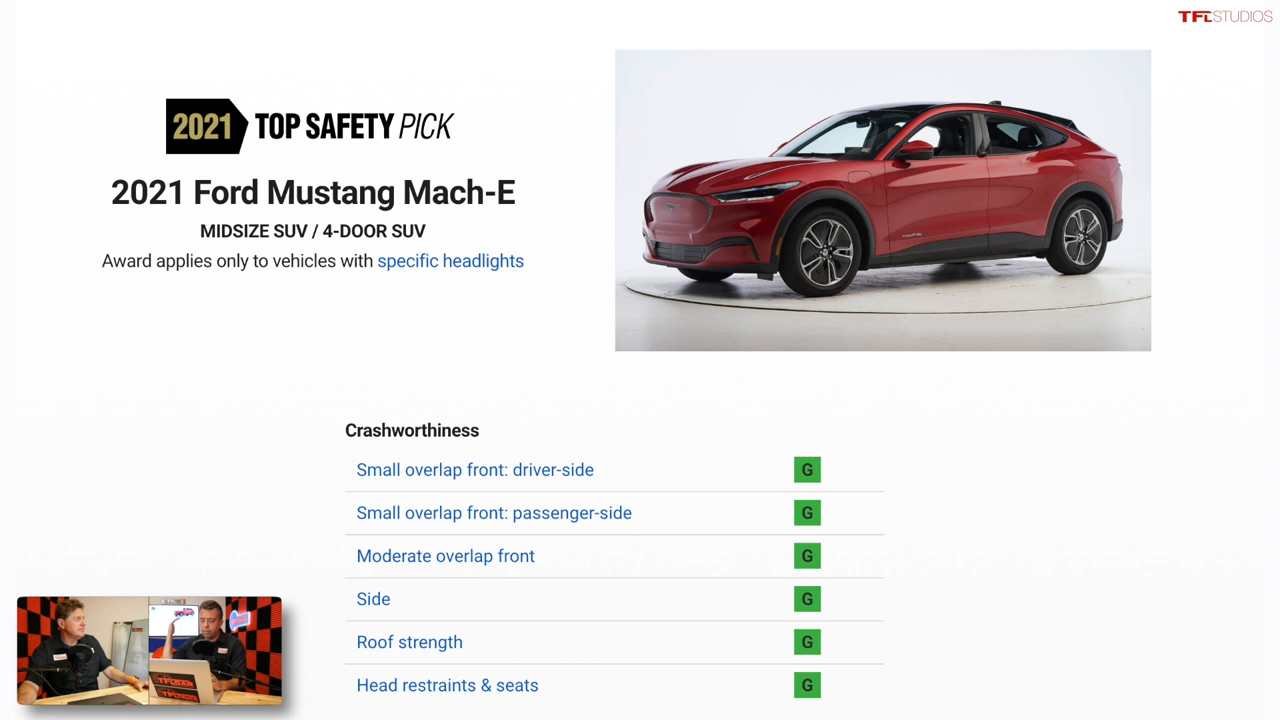 TFLSTUDIOS
2021 TOP SAFETY PICK
2021 Ford Mustang Mach-E
MIDSIZE SUV / 4-DOOR SUV
Award applies only to vehicles with specific headlights
Crashworthiness
Small overlap front: driver-side G
Small overlap front: passenger-side G
Moderate overlap front G
Side G
Roof strength G
Head restraints & seats G